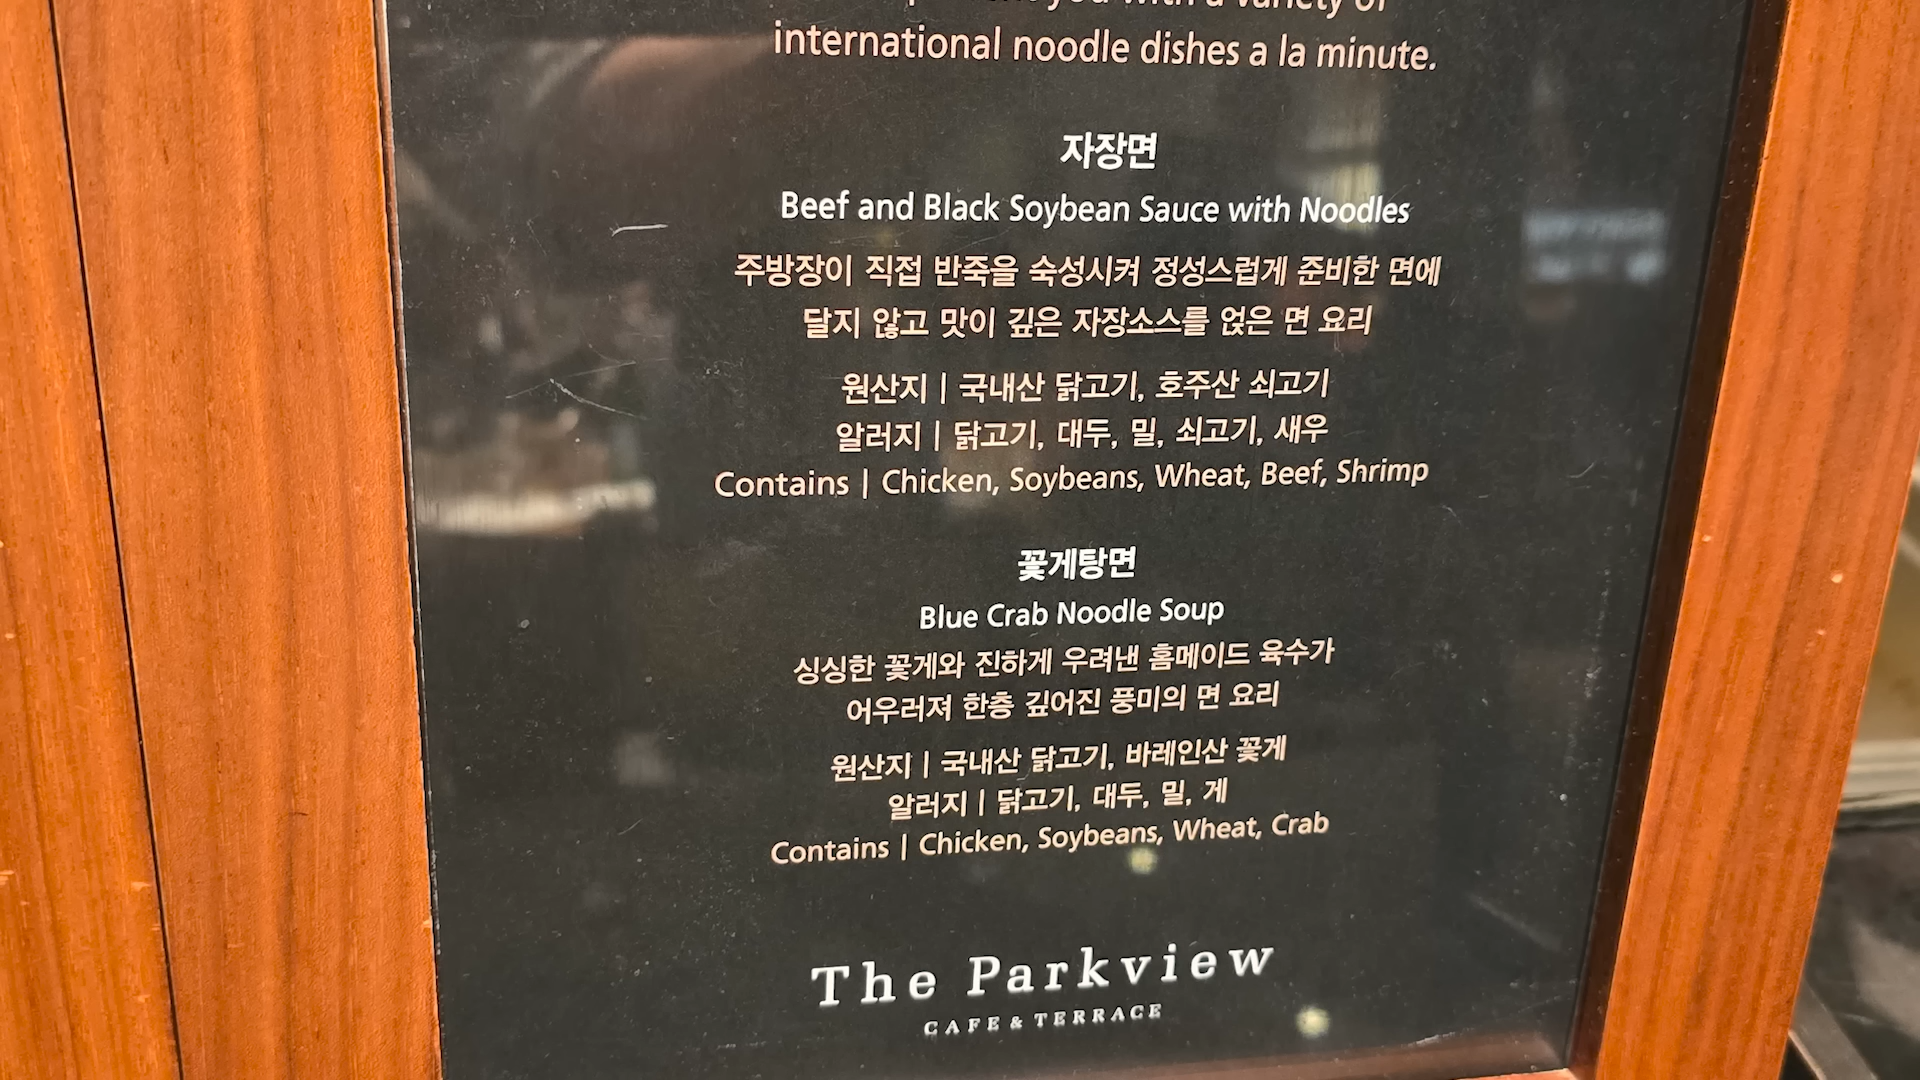 you with a variety of
international noodle dishes a la minute.
자장면
Beef and Black Soybean Sauce with Noodles
주방장이 직접 반죽을 숙성시켜 정성스럽게 준비한 면에
달지 않고 맛이 깊은 자장소스를 얹은 면 요리
원산지 | 국내산 닭고기, 호주산 쇠고기
알러지 | 닭고기, 대두, 밀, 쇠고기, 새우
Contains | Chicken, Soybeans, Wheat, Beef, Shrimp
꽃게탕면
Blue Crab Noodle Soup
싱싱한 꽃게와 진하게 우려낸 홈메이드 육수가
어우러져 한층 깊어진 풍미의 면 요리
원산지 | 국내산 닭고기, 바레인산 꽃게
알러지 | 닭고기, 대두, 밀, 게
Contains | Chicken, Soybeans, Wheat, Crab
The Parkview
CAFE & TERRACE